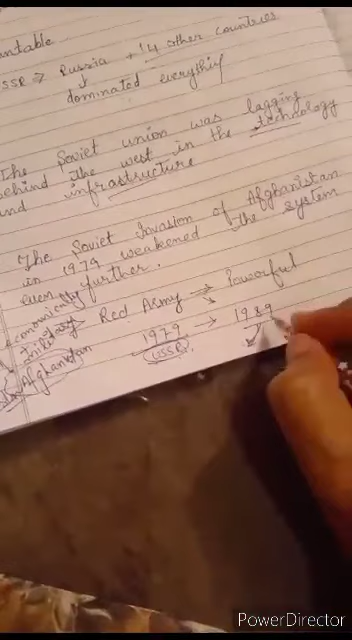 untable
USSR => Russia + 14 other countries
dominated everything
The Soviet union was lagging
behind the west in the technology
and infrastructure
The Soviet Invasion of Afghanistan
in 1979 weakened the system
even further.
economically
military Red Army → Powerful
Afghanistan 1979 → 1989
USSR
PowerDirector